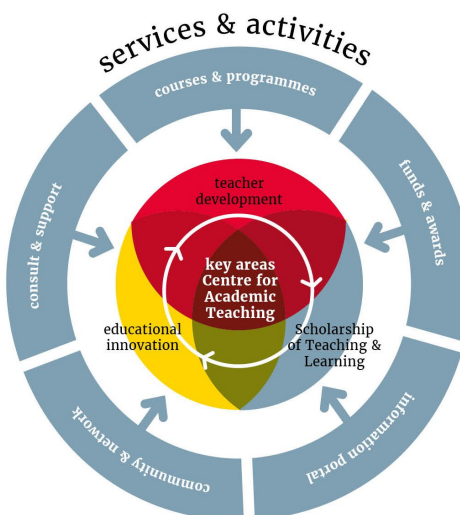 services & activities
courses & programmes
consult & support
funds & awards
teacher
development
key areas
Centre for
Academic
Teaching
educational
innovation
Scholarship
of Teaching &
Learning
community & network
information portal